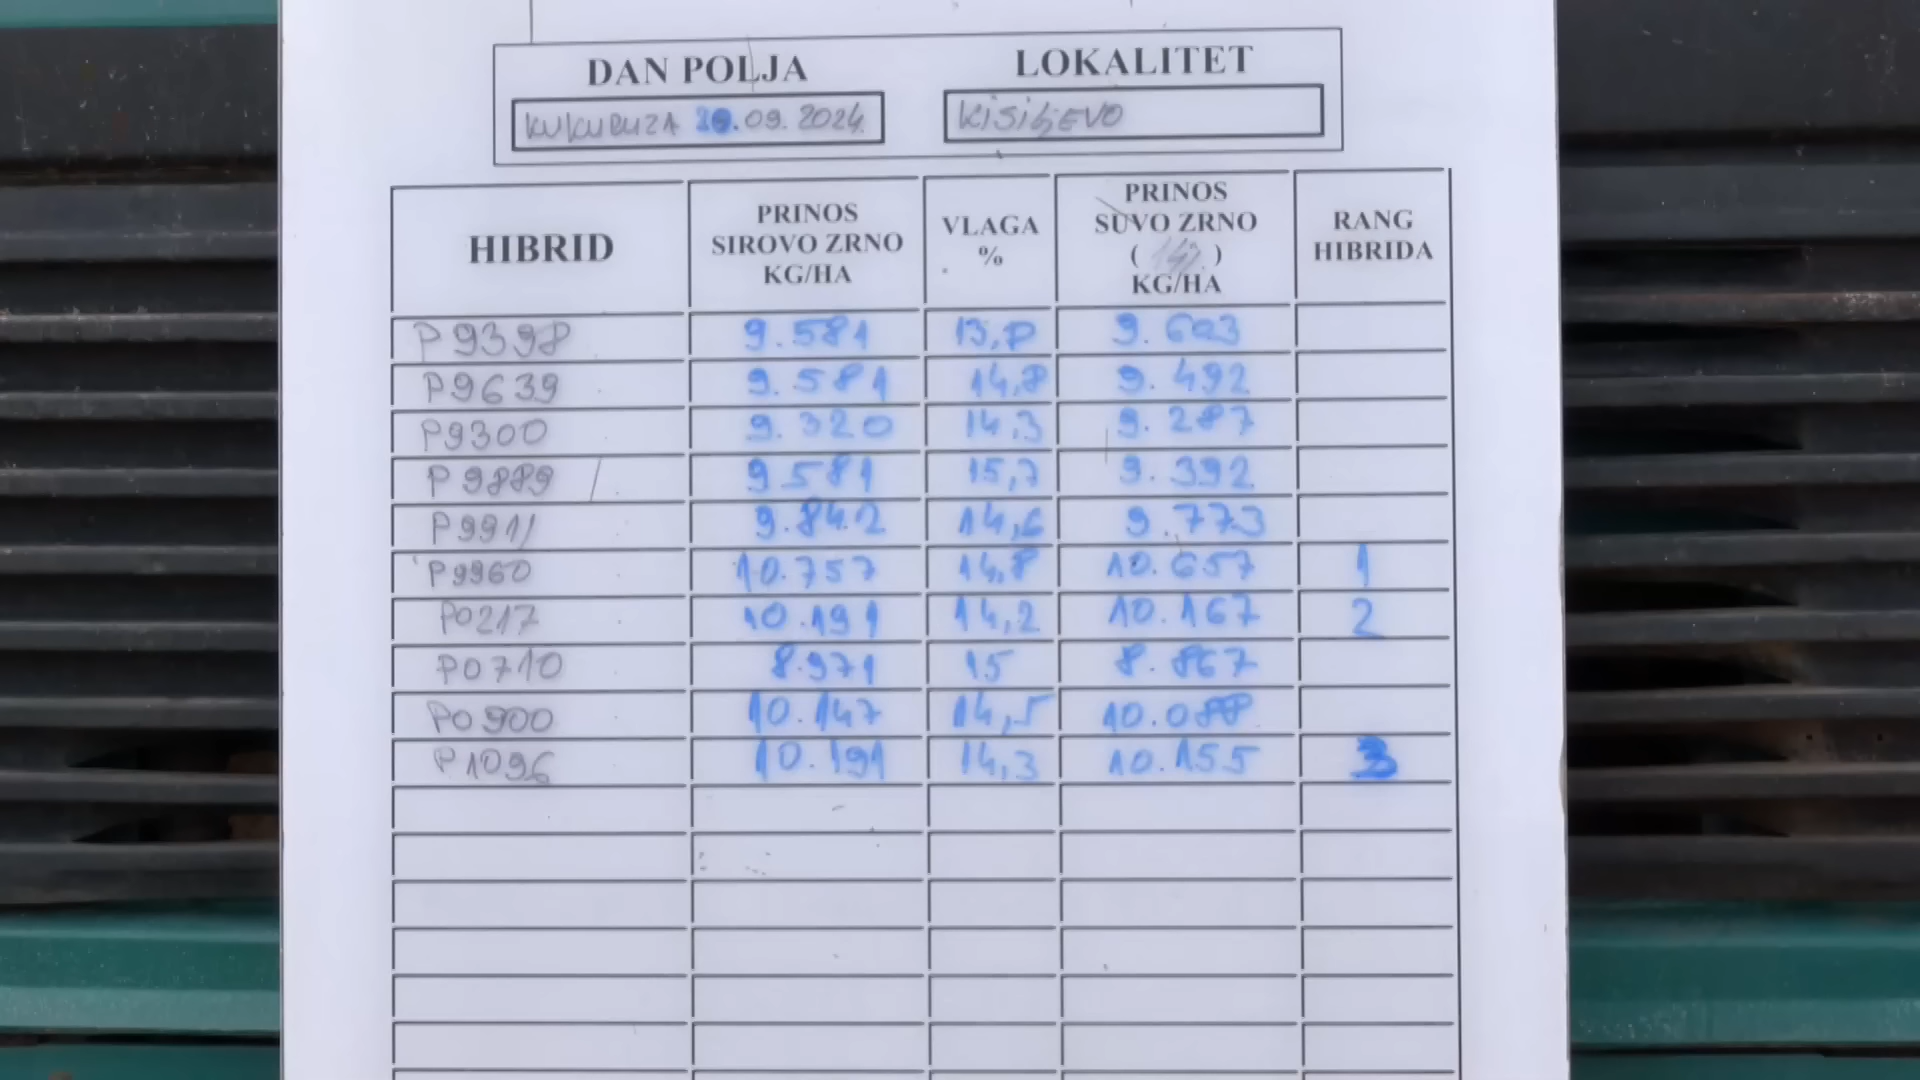 DAN POLJA LOKALITET
KUKURUZA 20.09.2024. KISILJEVO
HIBRID PRINOS SIROVO ZRNO KG/HA VLAGA % PRINOS SUVO ZRNO (14%) KG/HA RANG HIBRIDA
P9398 9.581 13,8 9.603
P9639 9.581 14,8 9.492
P9300 9.320 14,3 9.287
P9889 9.581 15,7 9.392
P9911 9.842 14,6 9.773
P9960 10.757 14,8 10.657 1
P0217 10.191 14,2 10.167 2
P0710 8.971 15 8.867
P0900 10.147 14,5 10.088
P1096 10.191 14,3 10.155 3